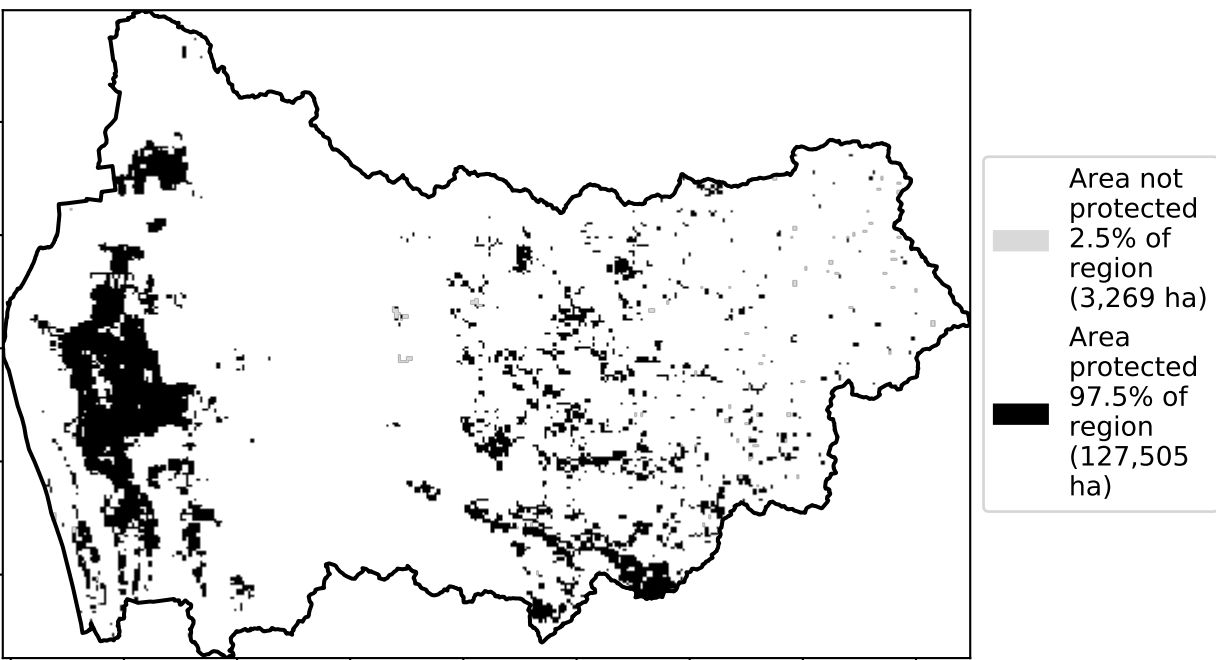 Area not
protected
2.5% of
region
(3,269 ha)
Area
protected
97.5% of
region
(127,505
ha)